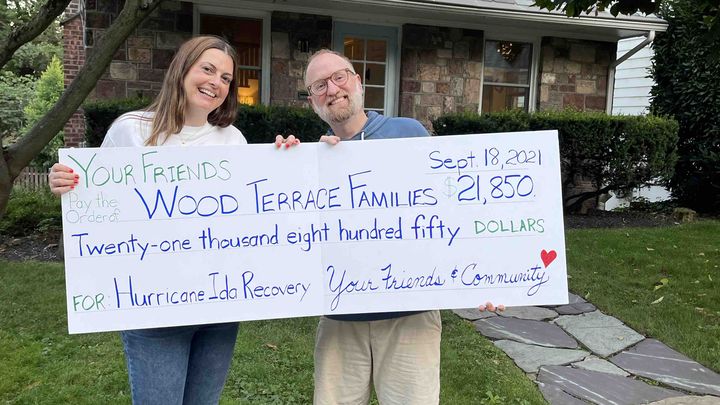 YOUR FRIENDS
Sept. 18, 2021
Pay the
Order of
WOOD TERRACE FAMILIES
$21,850.
Twenty-one thousand eight hundred fifty DOLLARS
FOR: Hurricane Ida Recovery
Your Friends & Community